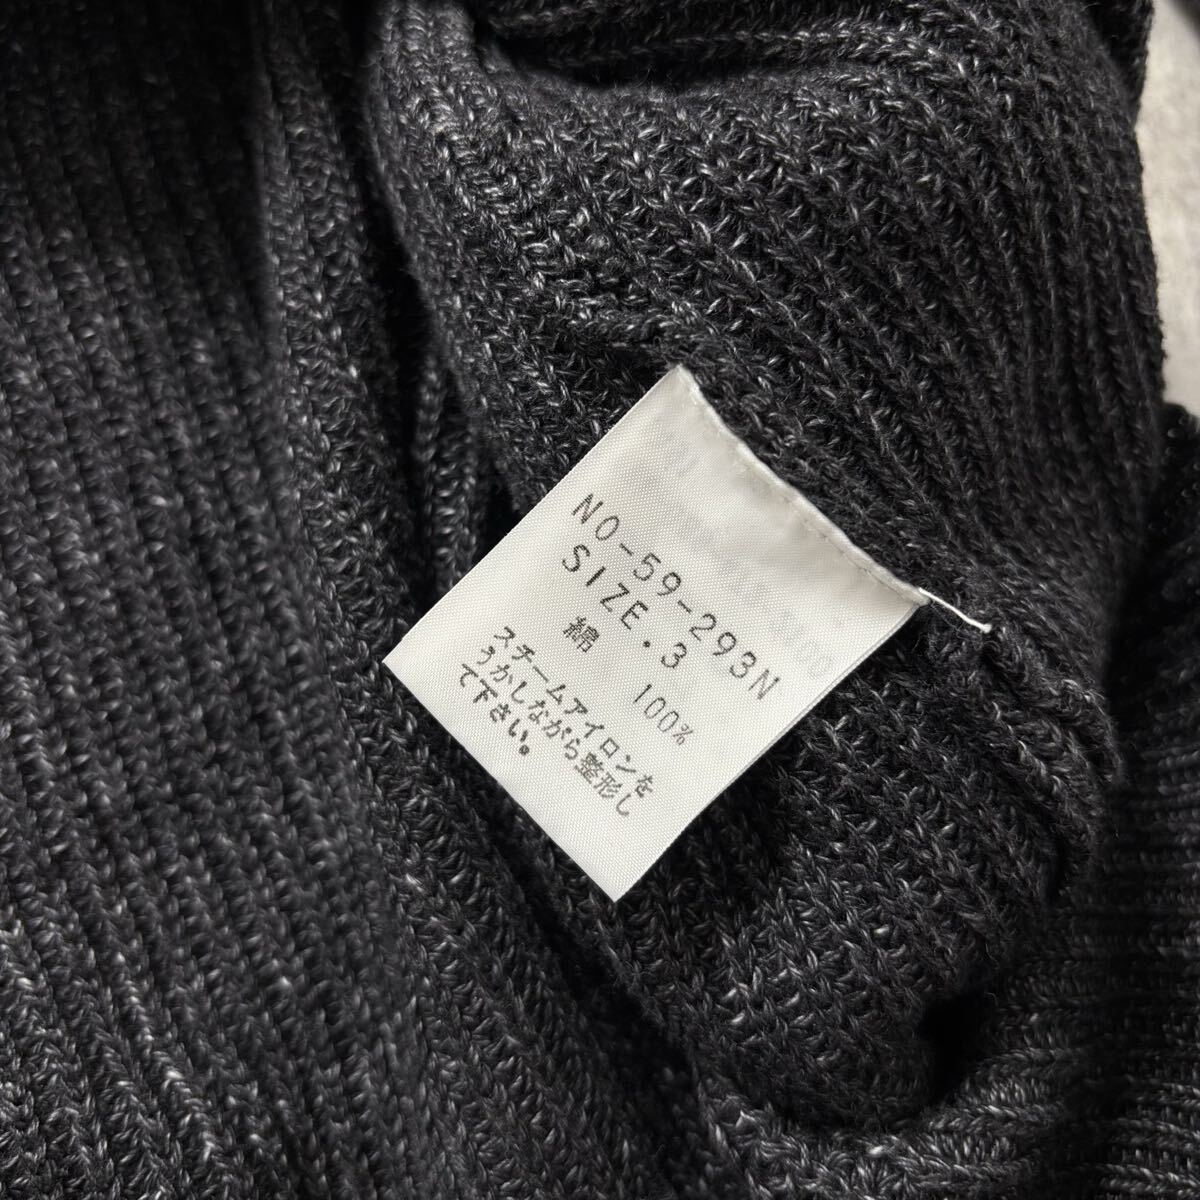 NO-59-293N
SIZE.3
綿 100%
スチームアイロンを
うかしながら整形し
て下さい。